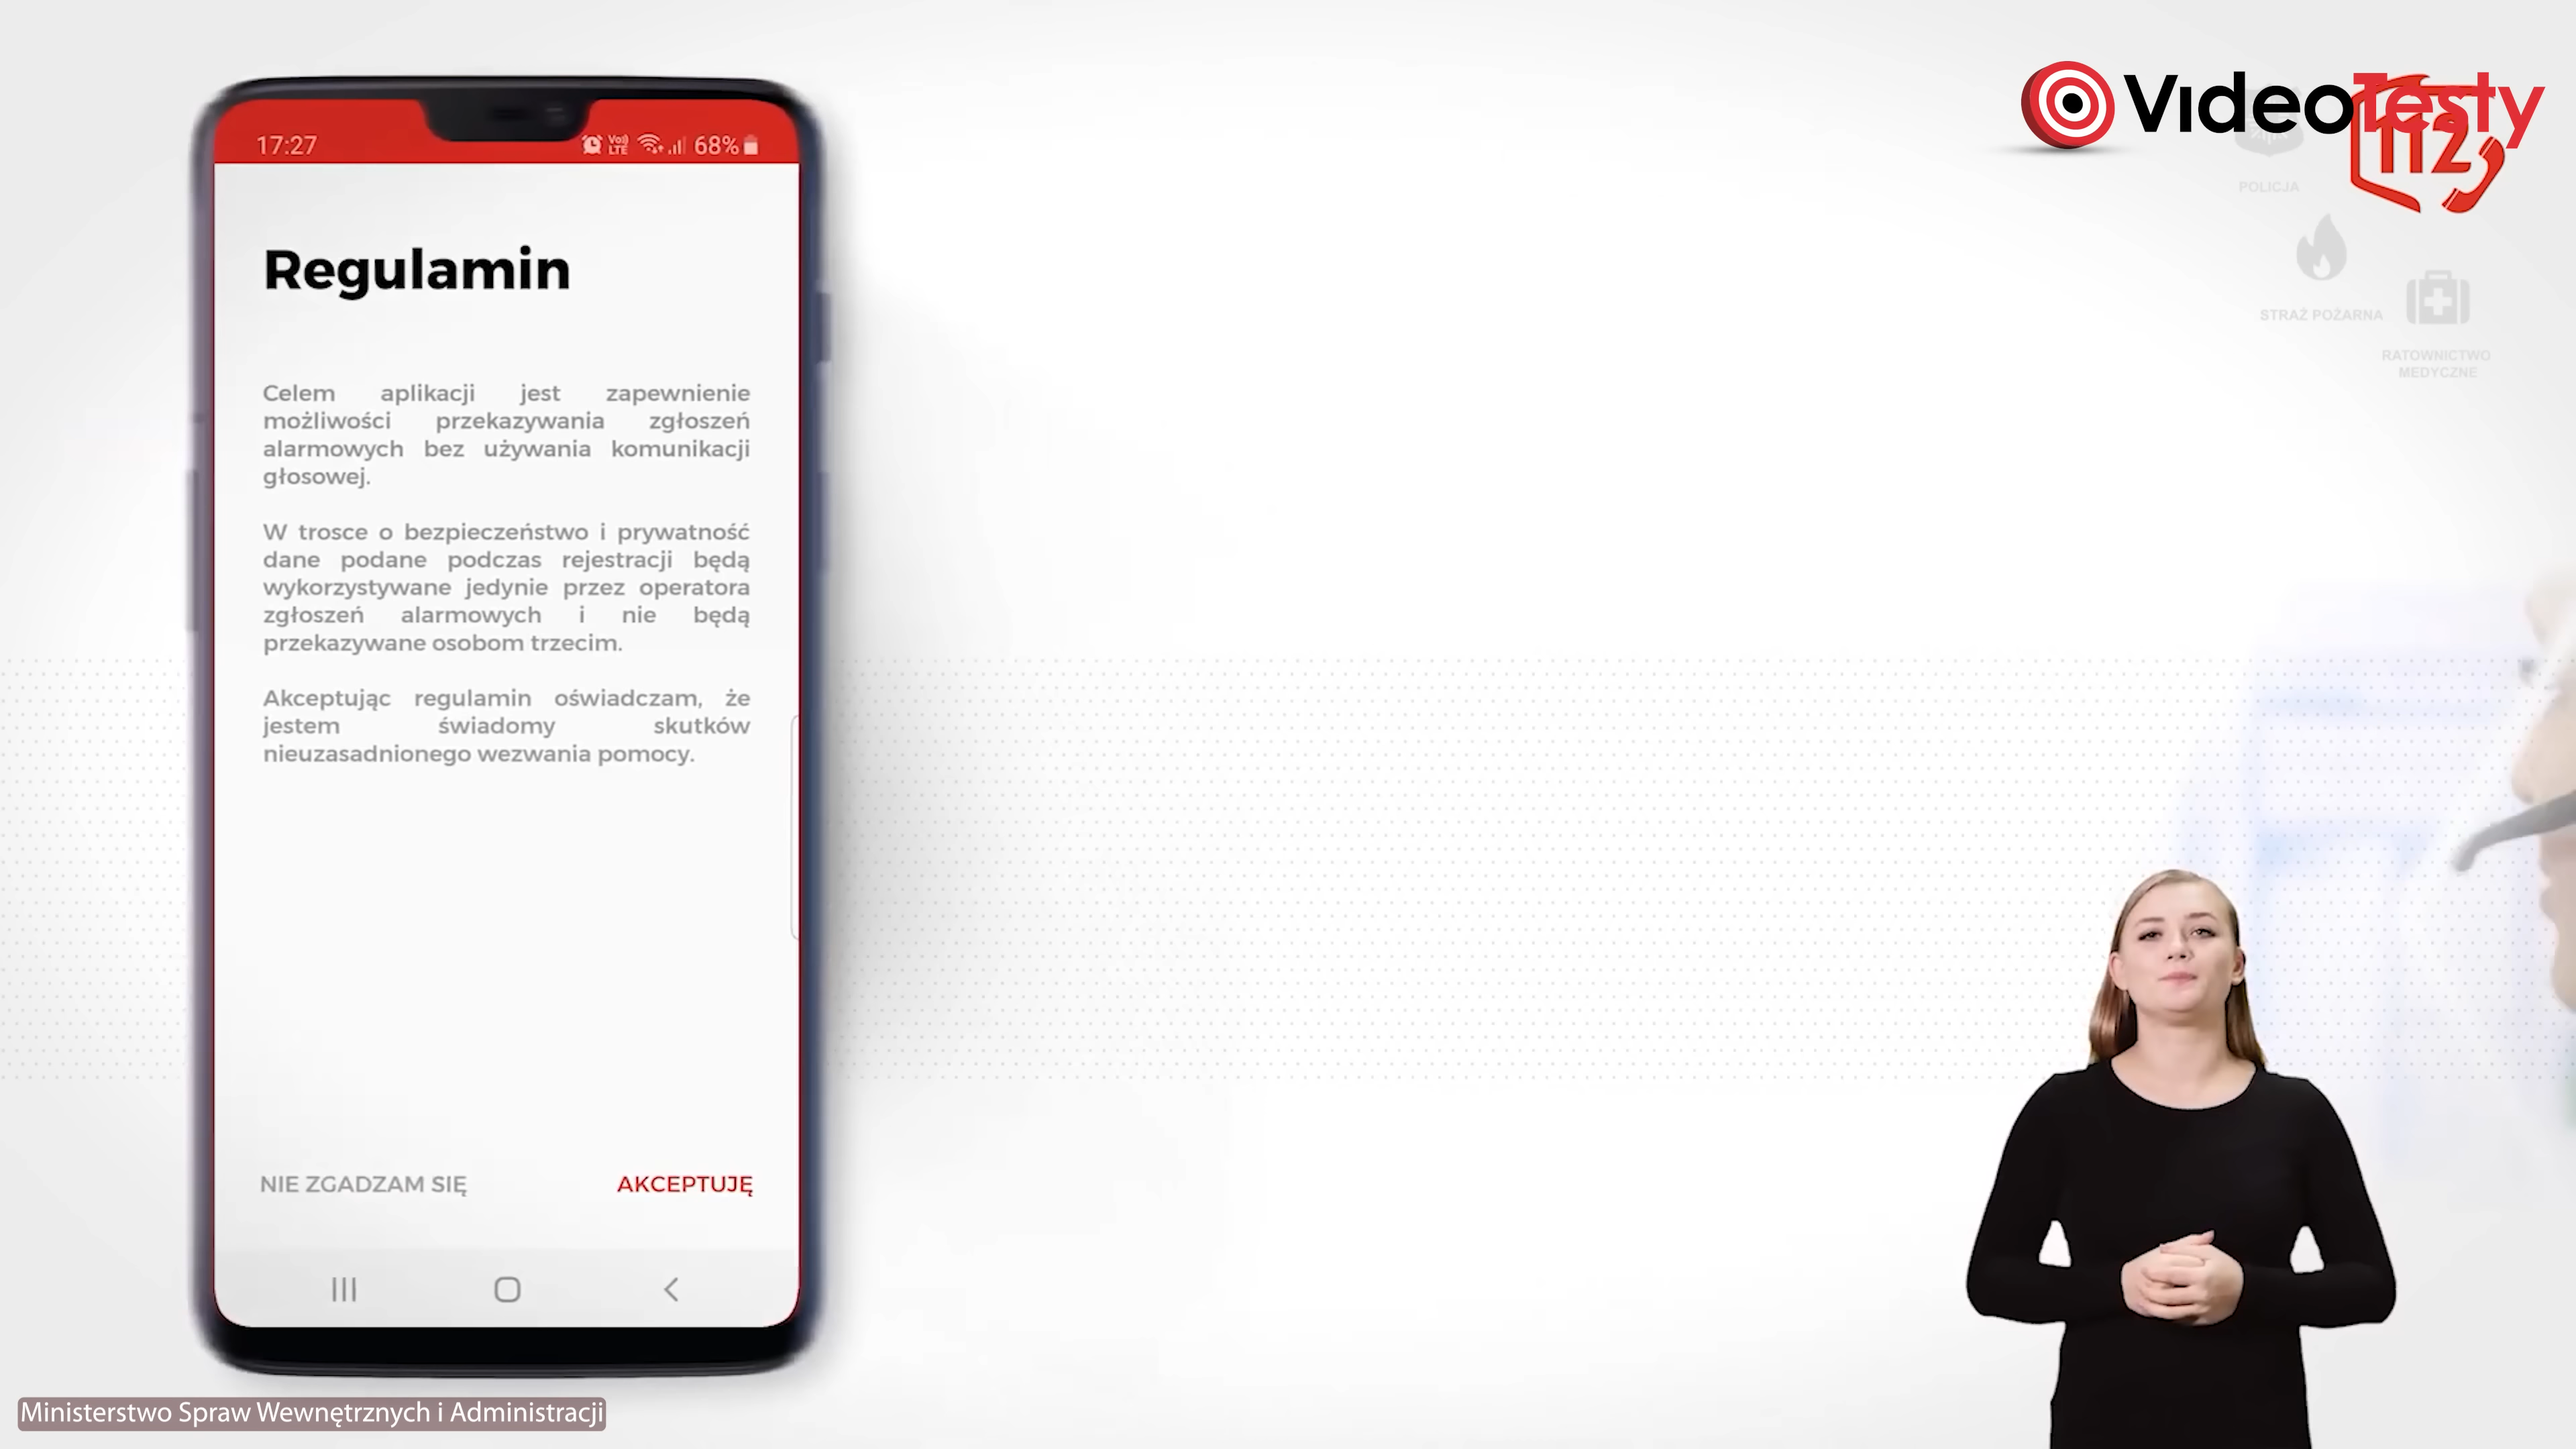 17:27
Vo)) LTE
68%
VideoTesty
112
POLICJA
STRAŻ POŻARNA
RATOWNICTWO
MEDYCZNE
Regulamin
Celem aplikacji jest zapewnienie
możliwości przekazywania zgłoszeń
alarmowych bez używania komunikacji
głosowej.
W trosce o bezpieczeństwo i prywatność
dane podane podczas rejestracji będą
wykorzystywane jedynie przez operatora
zgłoszeń alarmowych i nie będą
przekazywane osobom trzecim.
Akceptując regulamin oświadczam, że
jestem świadomy skutków
nieuzasadnionego wezwania pomocy.
NIE ZGADZAM SIĘ
AKCEPTUJĘ
Ministerstwo Spraw Wewnętrznych i Administracji